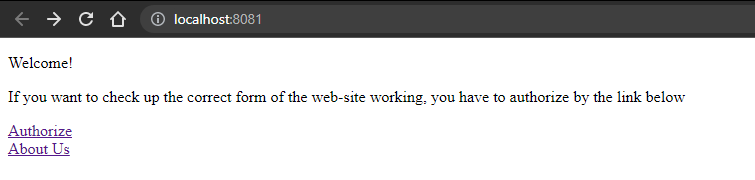 localhost:8081
Welcome!
If you want to check up the correct form of the web-site working, you have to authorize by the link below
Authorize
About Us